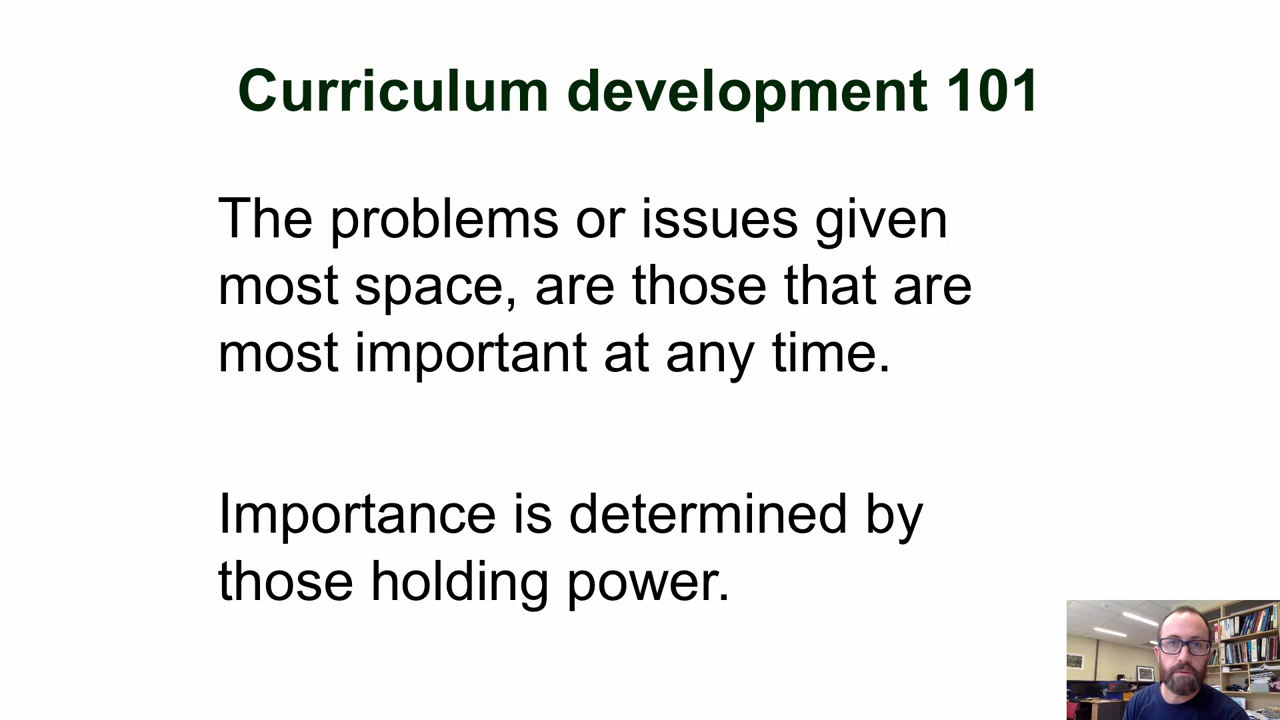 Curriculum development 101
The problems or issues given
most space, are those that are
most important at any time.
Importance is determined by
those holding power.